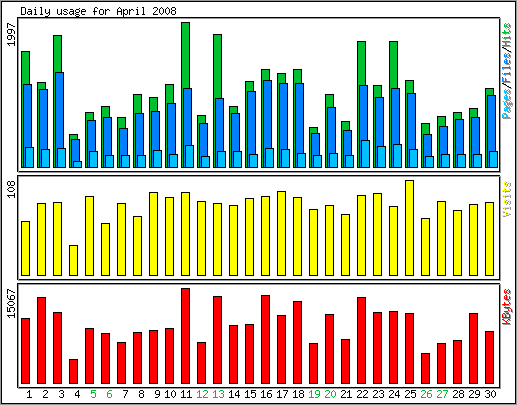 Daily usage for April 2008
1997
Pages/Files/Hits
108
Visits
15067
KBytes
1 2 3 4 5 6 7 8 9 10 11 12 13 14 15 16 17 18 19 20 21 22 23 24 25 26 27 28 29 30